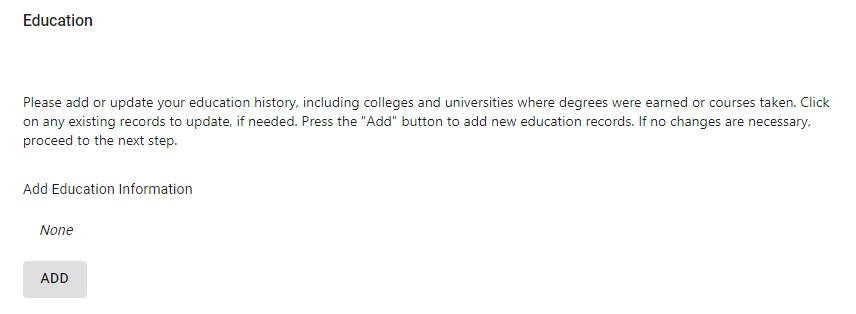 Education
Please add or update your education history, including colleges and universities where degrees were earned or courses taken. Click
on any existing records to update, if needed. Press the "Add" button to add new education records. If no changes are necessary,
proceed to the next step.
Add Education Information
None
ADD